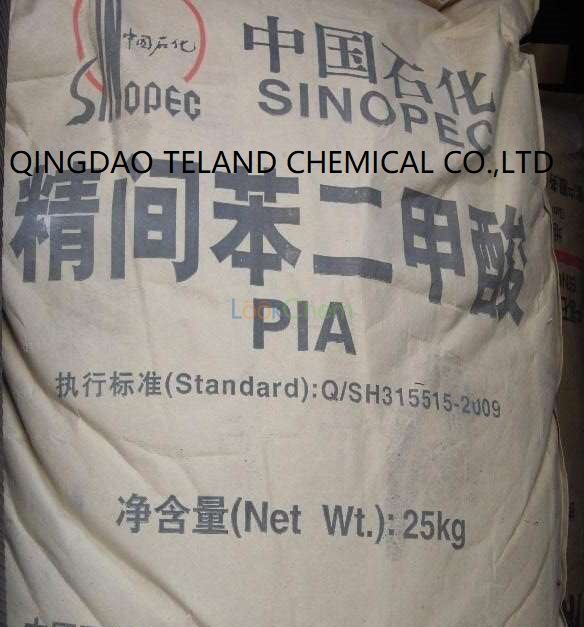 中国石化
中国石化
SINOPEC
SINOPEC
QINGDAO TELAND CHEMICAL CO.,LTD
精间苯二甲酸
LookChem
PIA
执行标准(Standard):Q/SH315515-2009
净含量(Net Wt.):25kg